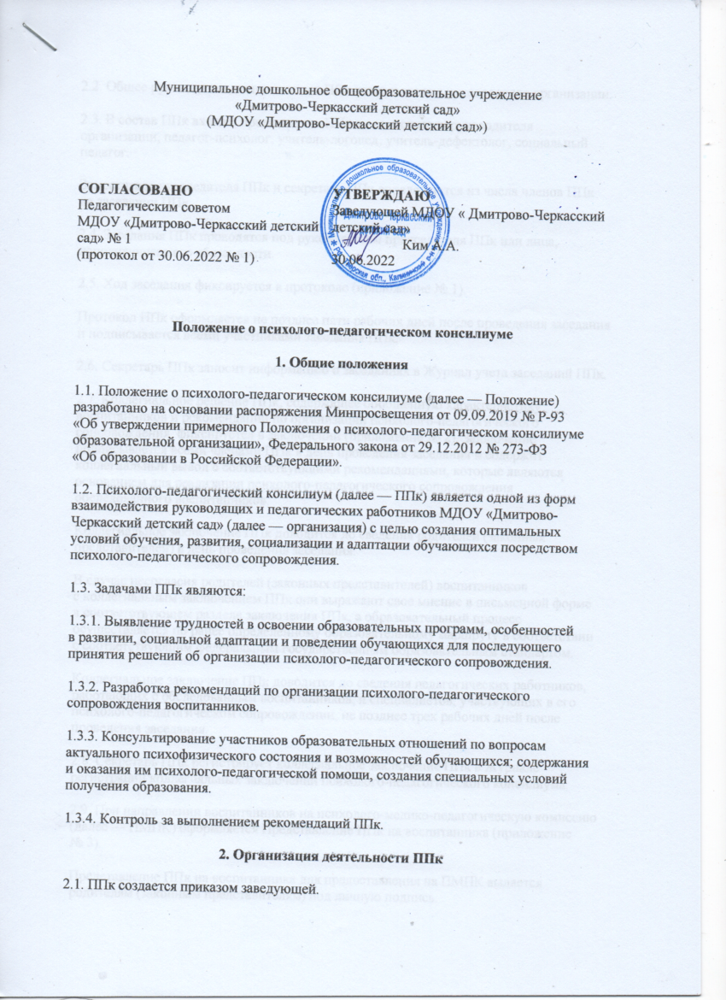 Муниципальное дошкольное общеобразовательное учреждение
«Дмитрово-Черкасский детский сад»
(МДОУ «Дмитрово-Черкасский детский сад»)
СОГЛАСОВАНО
Педагогическим советом
МДОУ «Дмитрово-Черкасский детский
сад» № 1
(протокол от 30.06.2022 № 1)
УТВЕРЖДАЮ
Заведующей МДОУ « Дмитрово-Черкасский
детский сад»
Ким А.А.
30.06.2022
Положение о психолого-педагогическом консилиуме
1. Общие положения
1.1. Положение о психолого-педагогическом консилиуме (далее — Положение)
разработано на основании распоряжения Минпросвещения от 09.09.2019 № Р-93
«Об утверждении примерного Положения о психолого-педагогическом консилиуме
образовательной организации», Федерального закона от 29.12.2012 № 273-ФЗ
«Об образовании в Российской Федерации».
1.2. Психолого-педагогический консилиум (далее — ППк) является одной из форм
взаимодействия руководящих и педагогических работников МДОУ «Дмитрово-
Черкасский детский сад» (далее — организация) с целью создания оптимальных
условий обучения, развития, социализации и адаптации обучающихся посредством
психолого-педагогического сопровождения.
1.3. Задачами ППк являются:
1.3.1. Выявление трудностей в освоении образовательных программ, особенностей
в развитии, социальной адаптации и поведении обучающихся для последующего
принятия решений об организации психолого-педагогического сопровождения.
1.3.2. Разработка рекомендаций по организации психолого-педагогического
сопровождения воспитанников.
1.3.3. Консультирование участников образовательных отношений по вопросам
актуального психофизического состояния и возможностей обучающихся; содержания
и оказания им психолого-педагогической помощи, создания специальных условий
получения образования.
1.3.4. Контроль за выполнением рекомендаций ППк.
2. Организация деятельности ППк
2.1. ППк создается приказом заведующей.